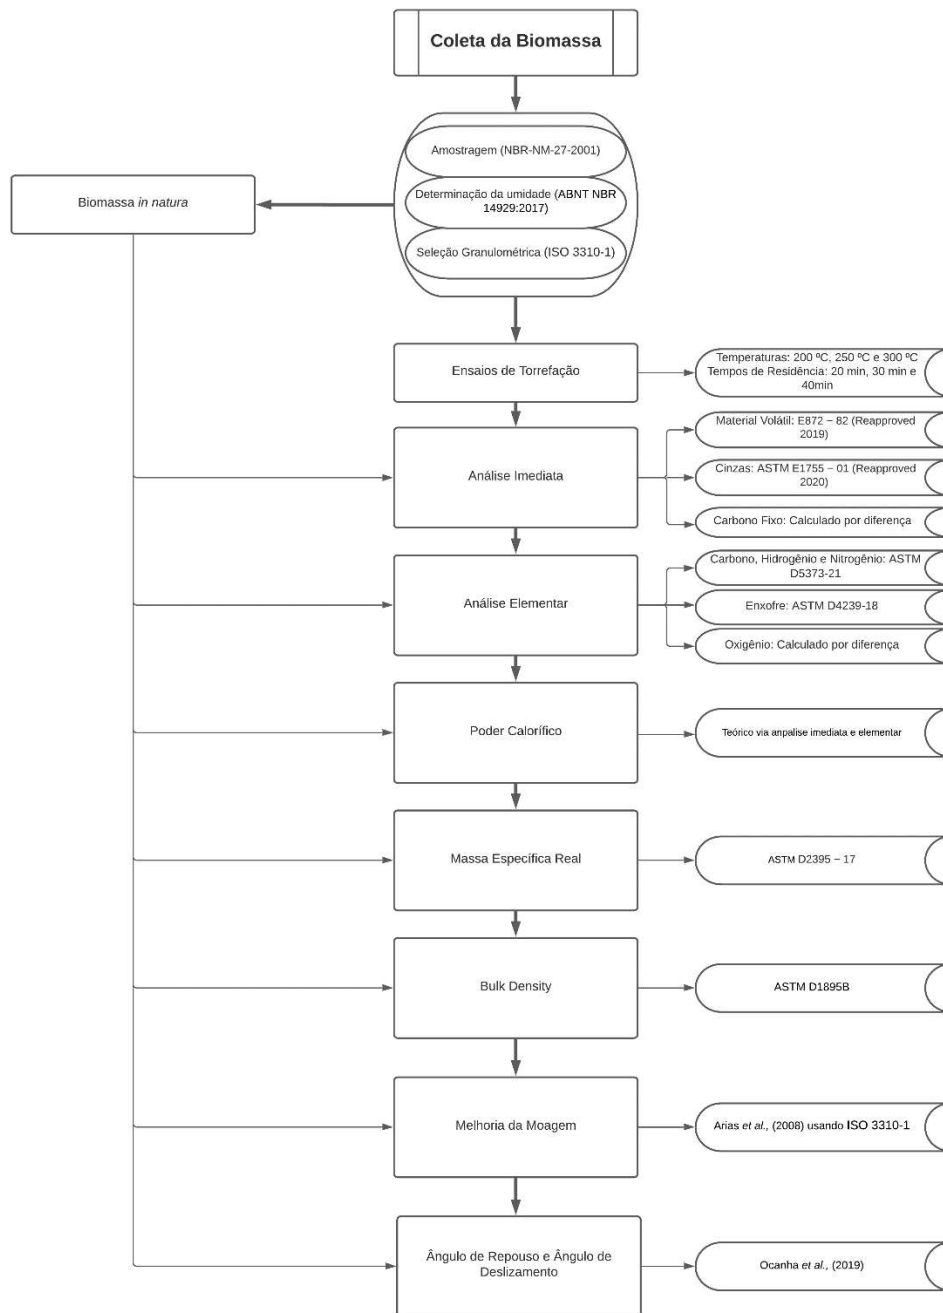 Coleta da Biomassa
Amostragem (NBR-NM-27-2001)
Determinação da umidade (ABNT NBR
14929:2017)
Seleção Granulométrica (ISO 3310-1)
Biomassa in natura
Ensaios de Torrefação
Temperaturas: 200 ºC, 250 ºC e 300 ºC
Tempos de Residência: 20 min, 30 min e
40min
Análise Imediata
Material Volátil: E872 – 82 (Reapproved
2019)
Cinzas: ASTM E1755 – 01 (Reapproved
2020)
Carbono Fixo: Calculado por diferença
Análise Elementar
Carbono, Hidrogênio e Nitrogênio: ASTM
D5373-21
Enxofre: ASTM D4239-18
Oxigênio: Calculado por diferença
Poder Calorífico
Teórico via anpalise imediata e elementar
Massa Específica Real
ASTM D2395 – 17
Bulk Density
ASTM D1895B
Melhoria da Moagem
Arias et al., (2008) usando ISO 3310-1
Ângulo de Repouso e Ângulo de
Deslizamento
Ocanha et al., (2019)